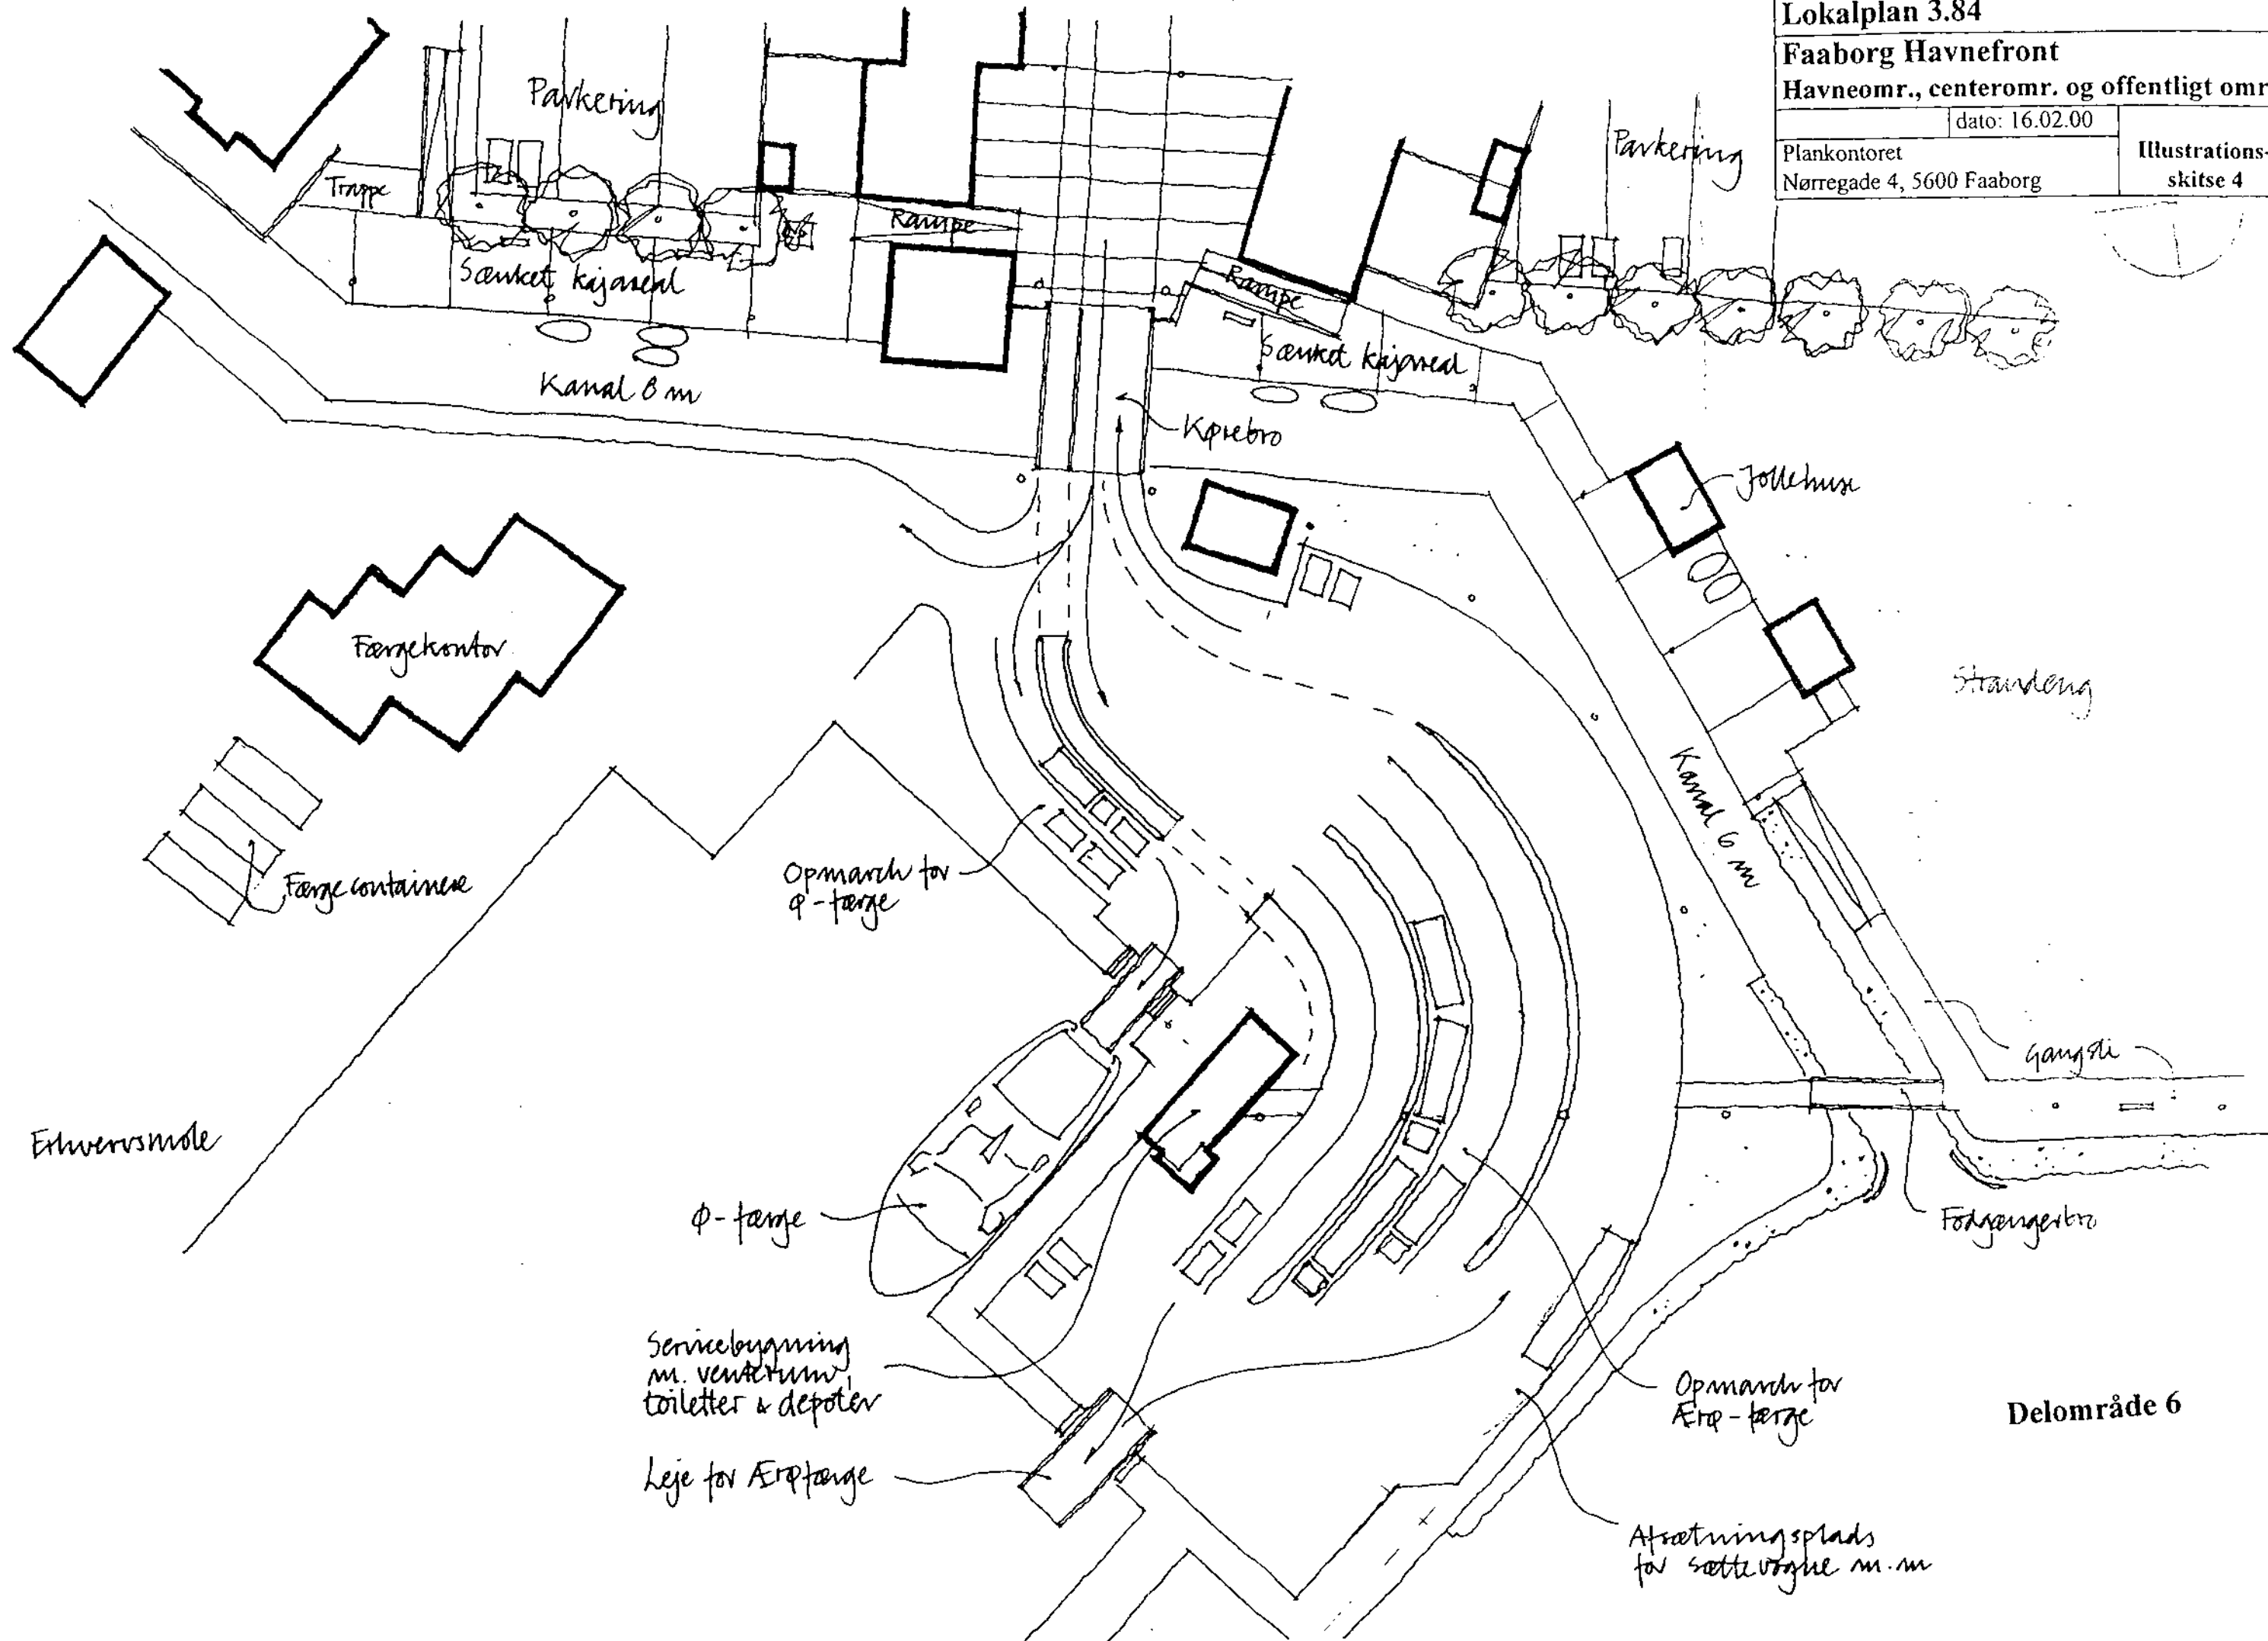 Lokalplan 3.84
Faaborg Havnefront
Havneomr., centeromr. og offentligt omr
dato: 16.02.00
Plankontoret
Nørregade 4, 5600 Faaborg
Illustrations-
skitse 4
Parkering
Parkering
Trappe
Rampe
Rampe
Sænket kajareal
Sænket kajareal
Kanal 8 m
Kørebro
Jollehuse
Færgekontor
Strandeng
Kanal 6 m
Færgecontainere
Opmarch for
ø-færge
Gangsti
Erhvervsmole
Ø-færge
Fodgængerbro
Servicebygning
m. venterum,
toiletter & depoter
Opmarch for
Ærø-færge
Delområde 6
Leje for Ærøfærge
Afsætningsplads
for sættevogne m.m